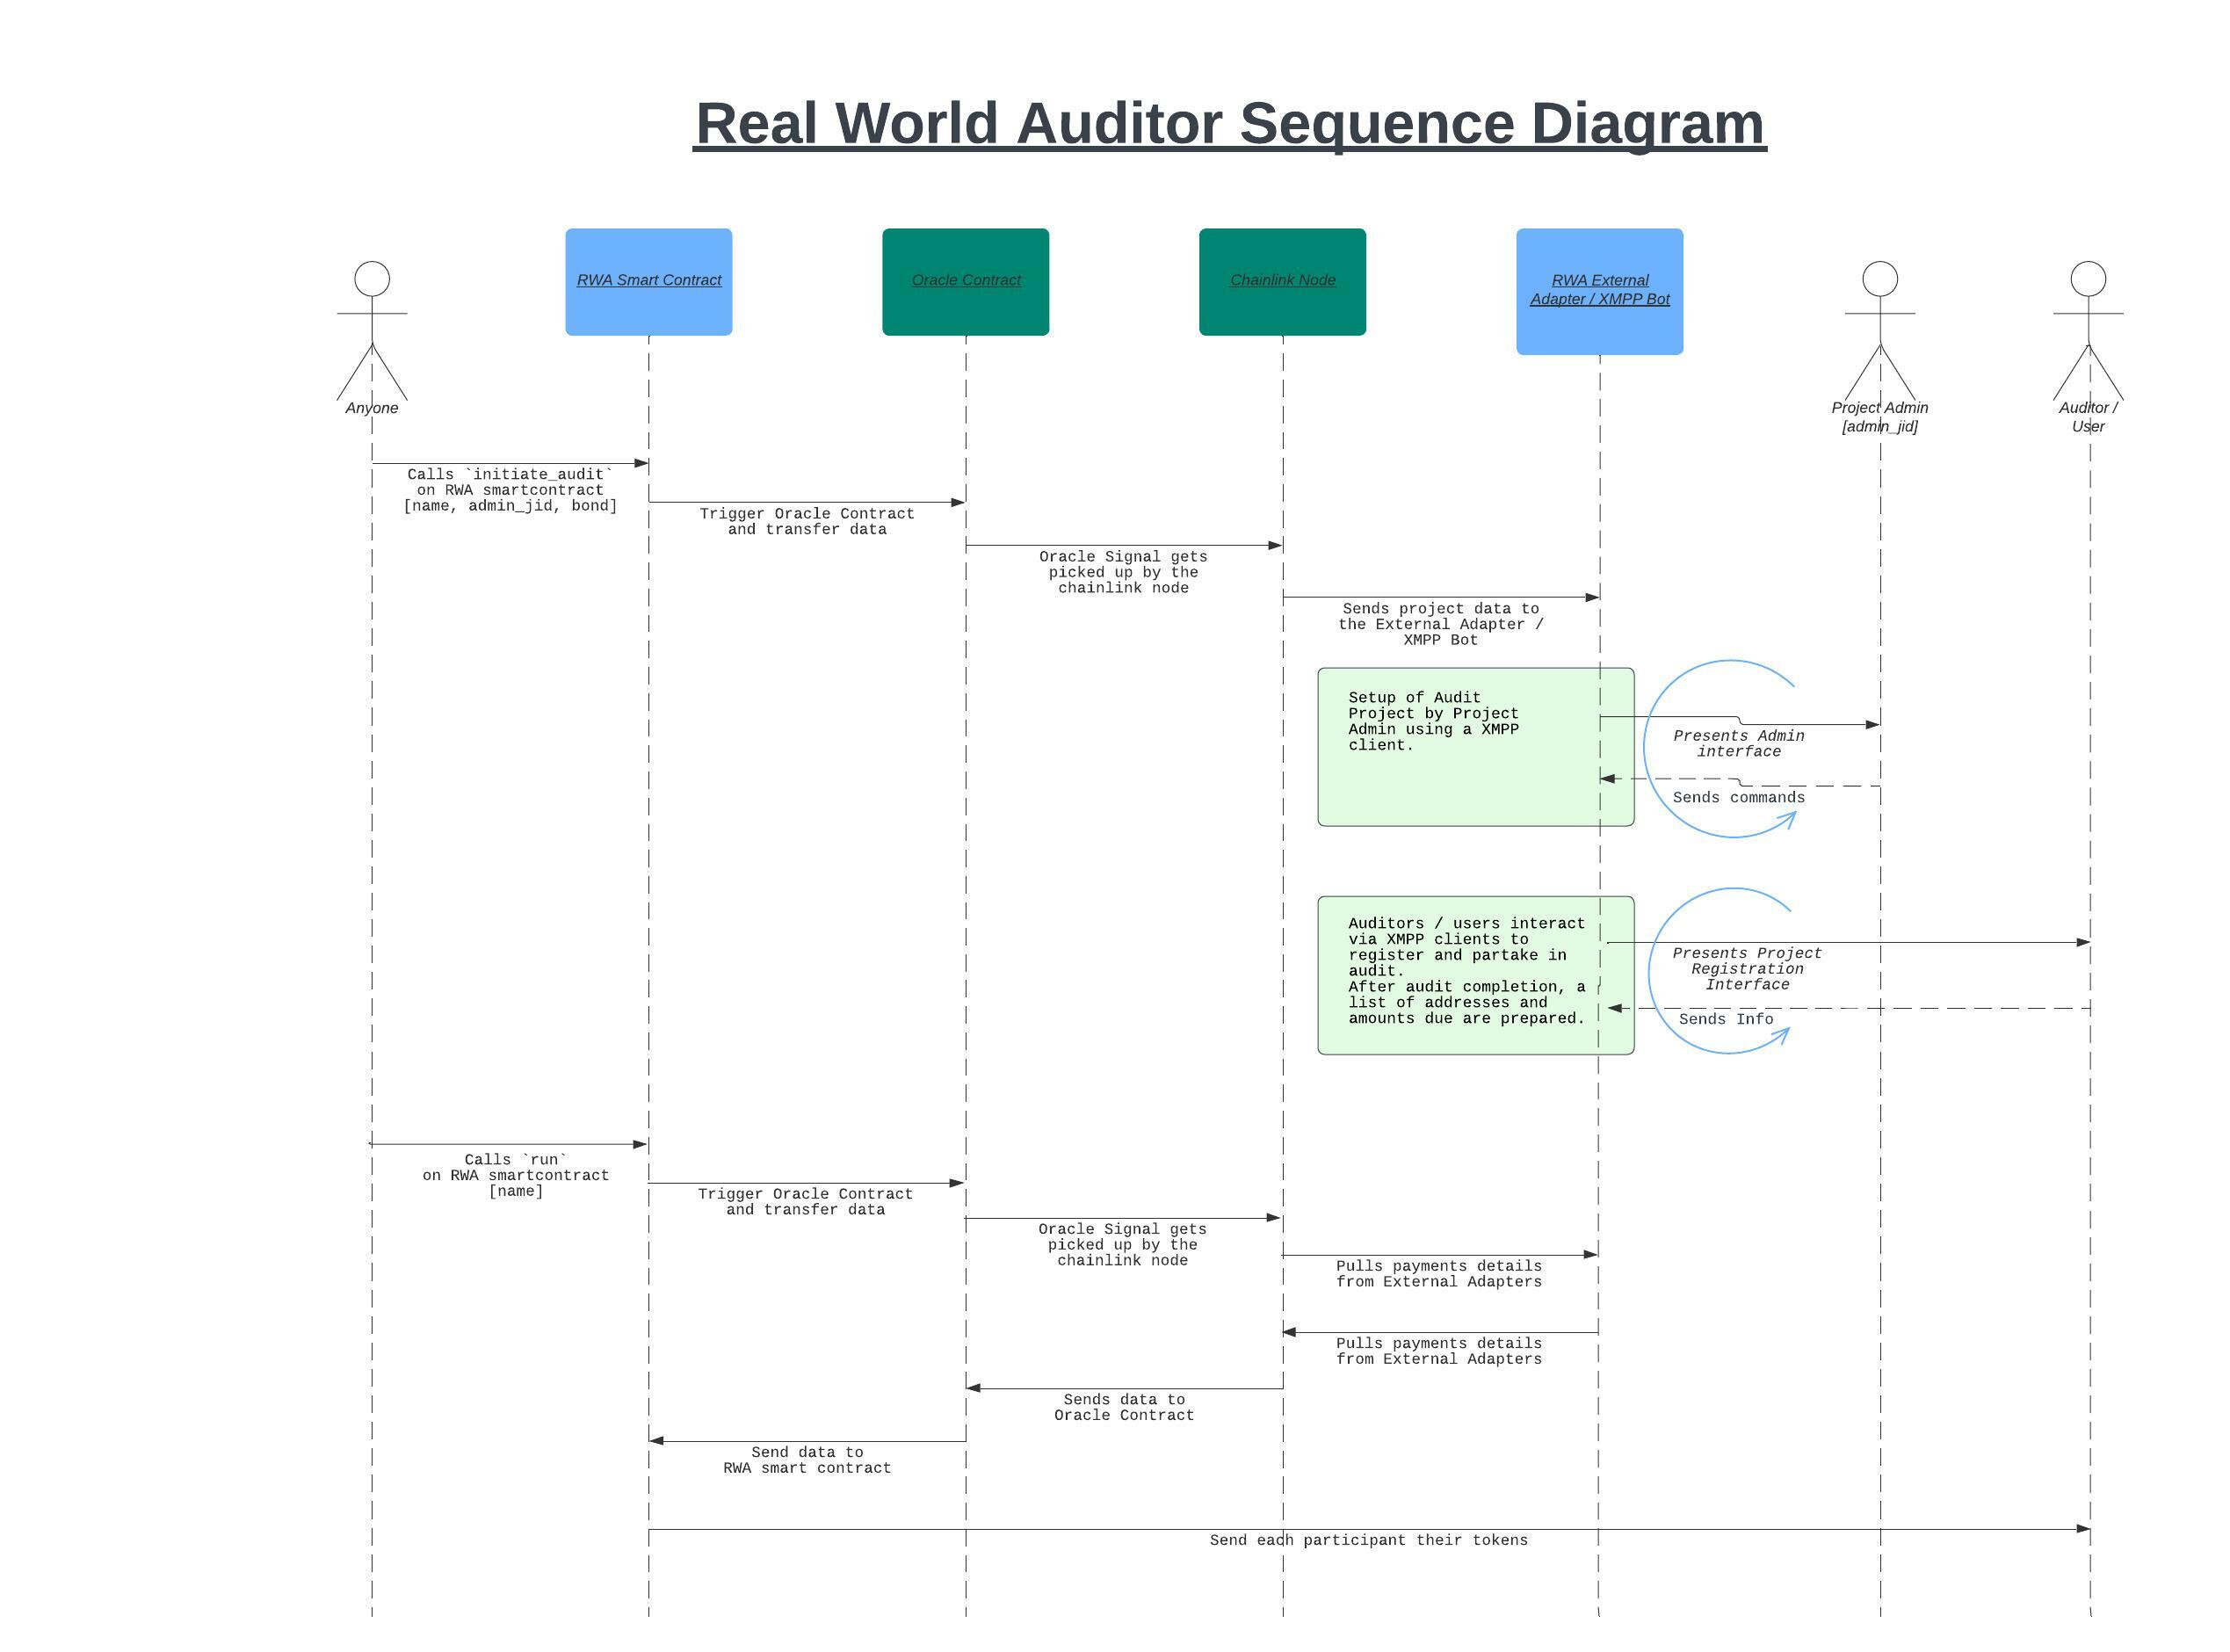 Real World Auditor Sequence Diagram
RWA Smart Contract
Oracle Contract
Chainlink Node
RWA External
Adapter / XMPP Bot
Anyone
Project Admin
[admin_jid]
Auditor /
User
Calls `initiate_audit`
on RWA smartcontract
[name, admin_jid, bond]
Trigger Oracle Contract
and transfer data
Oracle Signal gets
picked up by the
chainlink node
Sends project data to
the External Adapter /
XMPP Bot
Setup of Audit
Project by Project
Admin using a XMPP
client.
Presents Admin
interface
Sends commands
Auditors / users interact
via XMPP clients to
register and partake in
audit.
After audit completion, a
list of addresses and
amounts due are prepared.
Presents Project
Registration
Interface
Sends Info
Calls `run`
on RWA smartcontract
[name]
Trigger Oracle Contract
and transfer data
Oracle Signal gets
picked up by the
chainlink node
Pulls payments details
from External Adapters
Pulls payments details
from External Adapters
Sends data to
Oracle Contract
Send data to
RWA smart contract
Send each participant their tokens